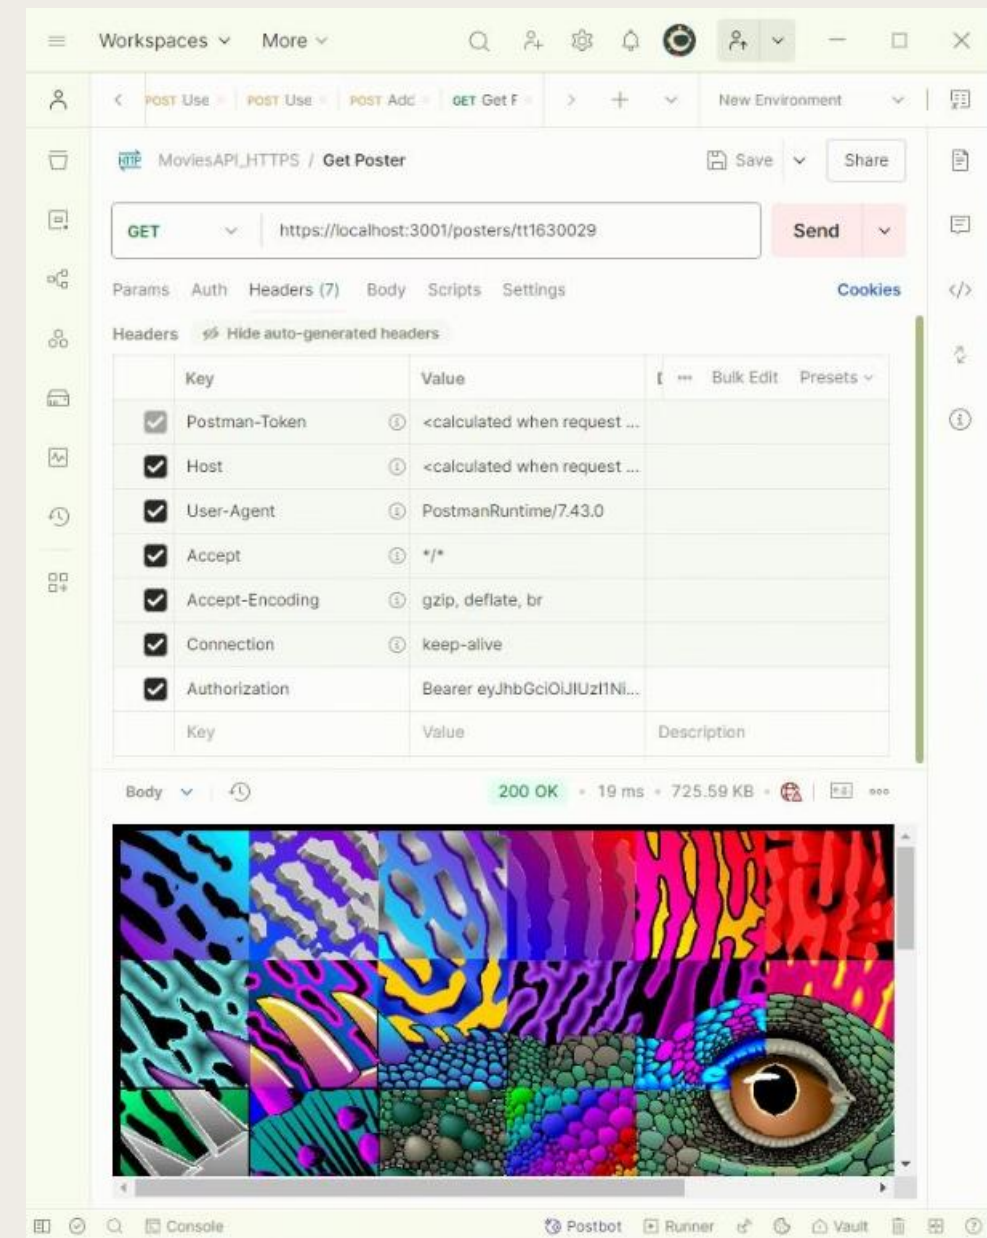 Workspaces More
POST Use POST Use POST Adc GET Get F New Environment
HTTP MoviesAPI_HTTPS / Get Poster Save Share
GET https://localhost:3001/posters/tt1630029 Send
Params Auth Headers (7) Body Scripts Settings Cookies
Headers Hide auto-generated headers
Key Value ••• Bulk Edit Presets
Postman-Token <calculated when request ...
Host <calculated when request ...
User-Agent PostmanRuntime/7.43.0
Accept */*
Accept-Encoding gzip, deflate, br
Connection keep-alive
Authorization
Key Value Description
Body 200 OK • 19 ms • 725.59 KB •
Console Postbot Runner Vault